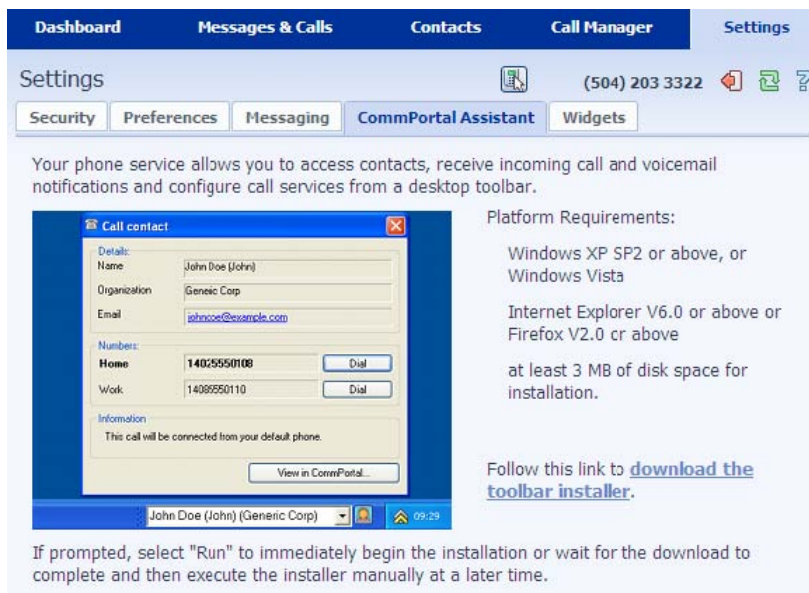 Dashboard Messages & Calls Contacts Call Manager Settings
Settings (504) 203 3322
Security Preferences Messaging CommPortal Assistant Widgets
Your phone service allows you to access contacts, receive incoming call and voicemail
notifications and configure call services from a desktop toolbar.
Call contact
Details:
Name John Doe (John)
Organization Generic Corp
Email johndoe@example.com
Numbers:
Home 14025550108 Dial
Work 14085550110 Dial
Information
This call will be connected from your default phone.
View in CommPortal...
John Doe (John) (Generic Corp) 09:29
Platform Requirements:
Windows XP SP2 or above, or
Windows Vista
Internet Explorer V6.0 or above or
Firefox V2.0 or above
at least 3 MB of disk space for
installation.
Follow this link to download the
toolbar installer.
If prompted, select "Run" to immediately begin the installation or wait for the download to
complete and then execute the installer manually at a later time.